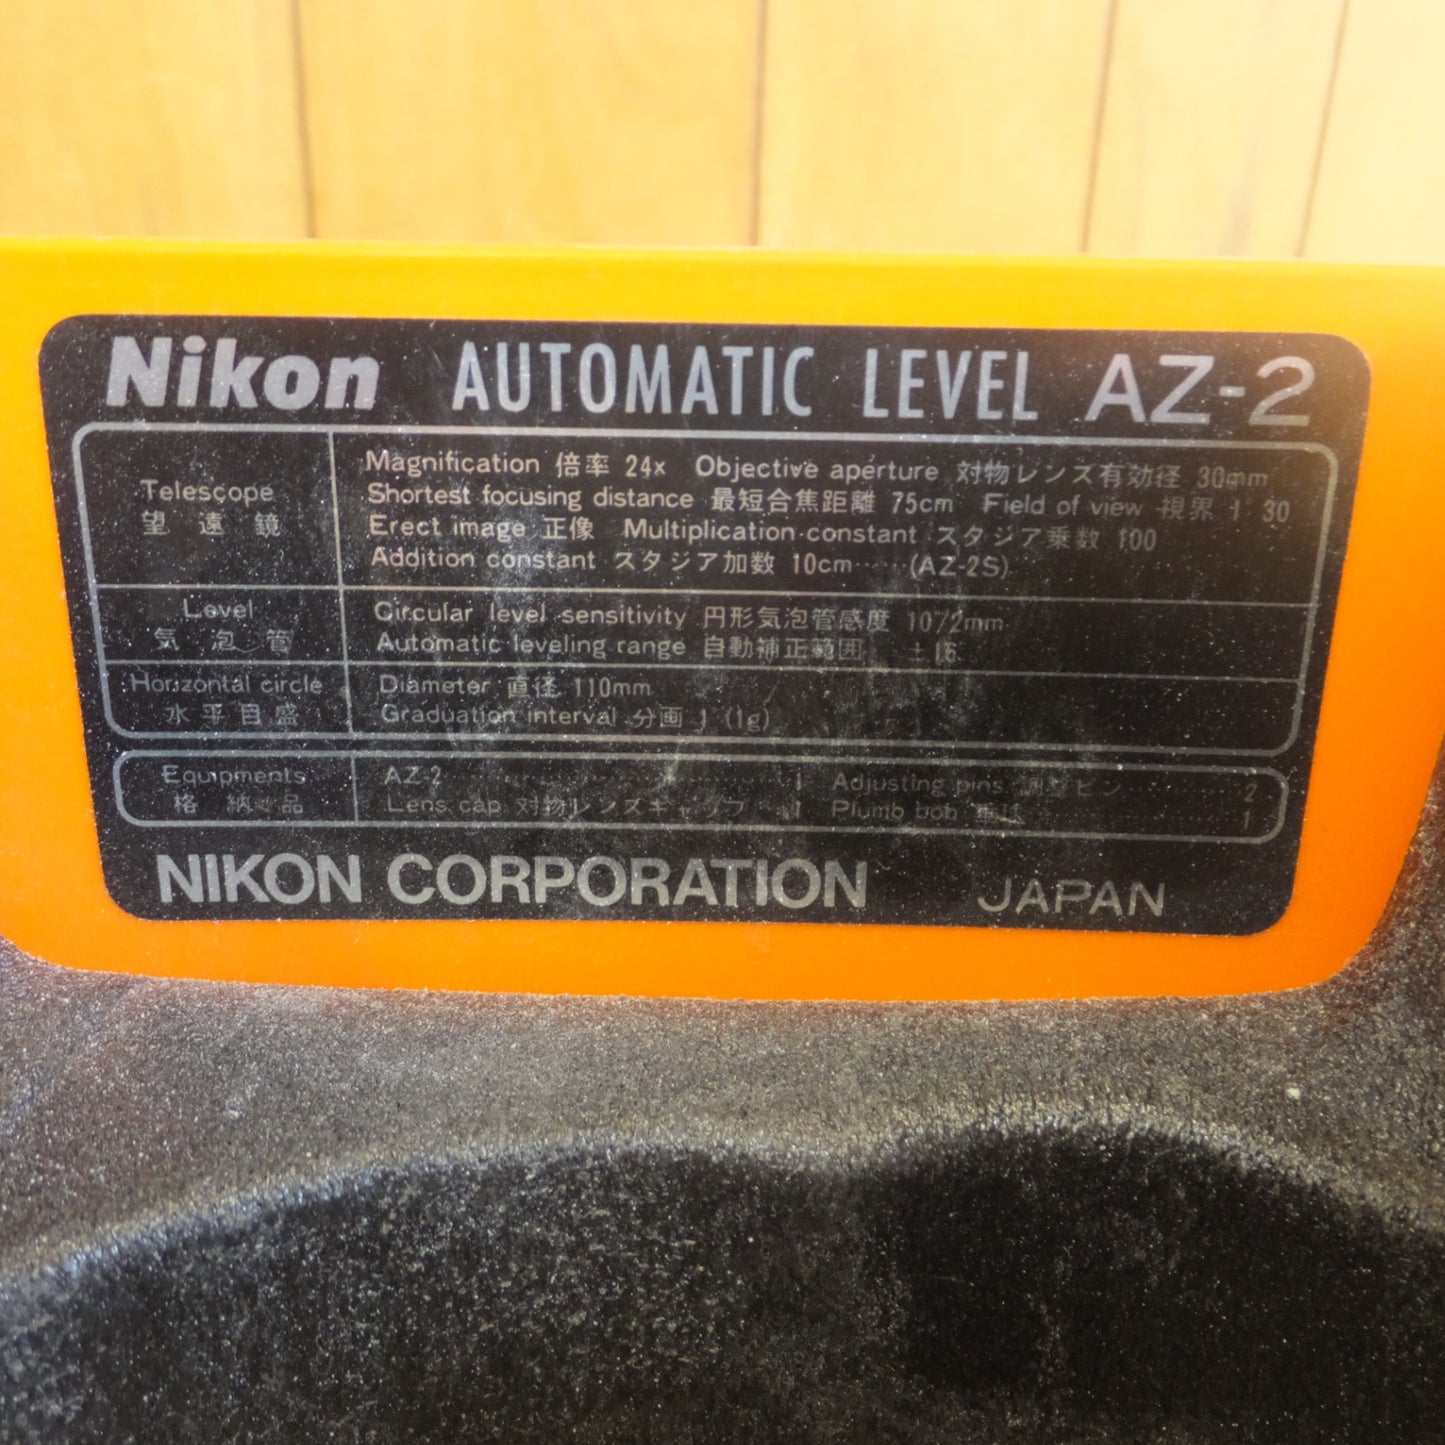 Nikon AUTOMATIC LEVEL AZ-2
Telescope
望遠鏡
Magnification 倍率 24x Objective aperture 対物レンズ有効径 30mm
Shortest focusing distance 最短合焦距離 75cm Field of view 視界 1 30
Erect image 正像 Multiplication constant スタジア乗数 100
Addition constant スタジア加数 10cm……(AZ-2S)
Level
気泡管
Circular level sensitivity 円形気泡管感度 10′/2mm
Automatic leveling range 自動補正範囲 ±16
Horizontal circle
水平目盛
Diameter 直径 110mm
Graduation interval 分画 1 (1g)
Equipments
格納品
AZ-2 1 Adjusting pins 調整ピン 2
Lens cap 対物レンズキャップ 1 Plumb bob 1
NIKON CORPORATION JAPAN